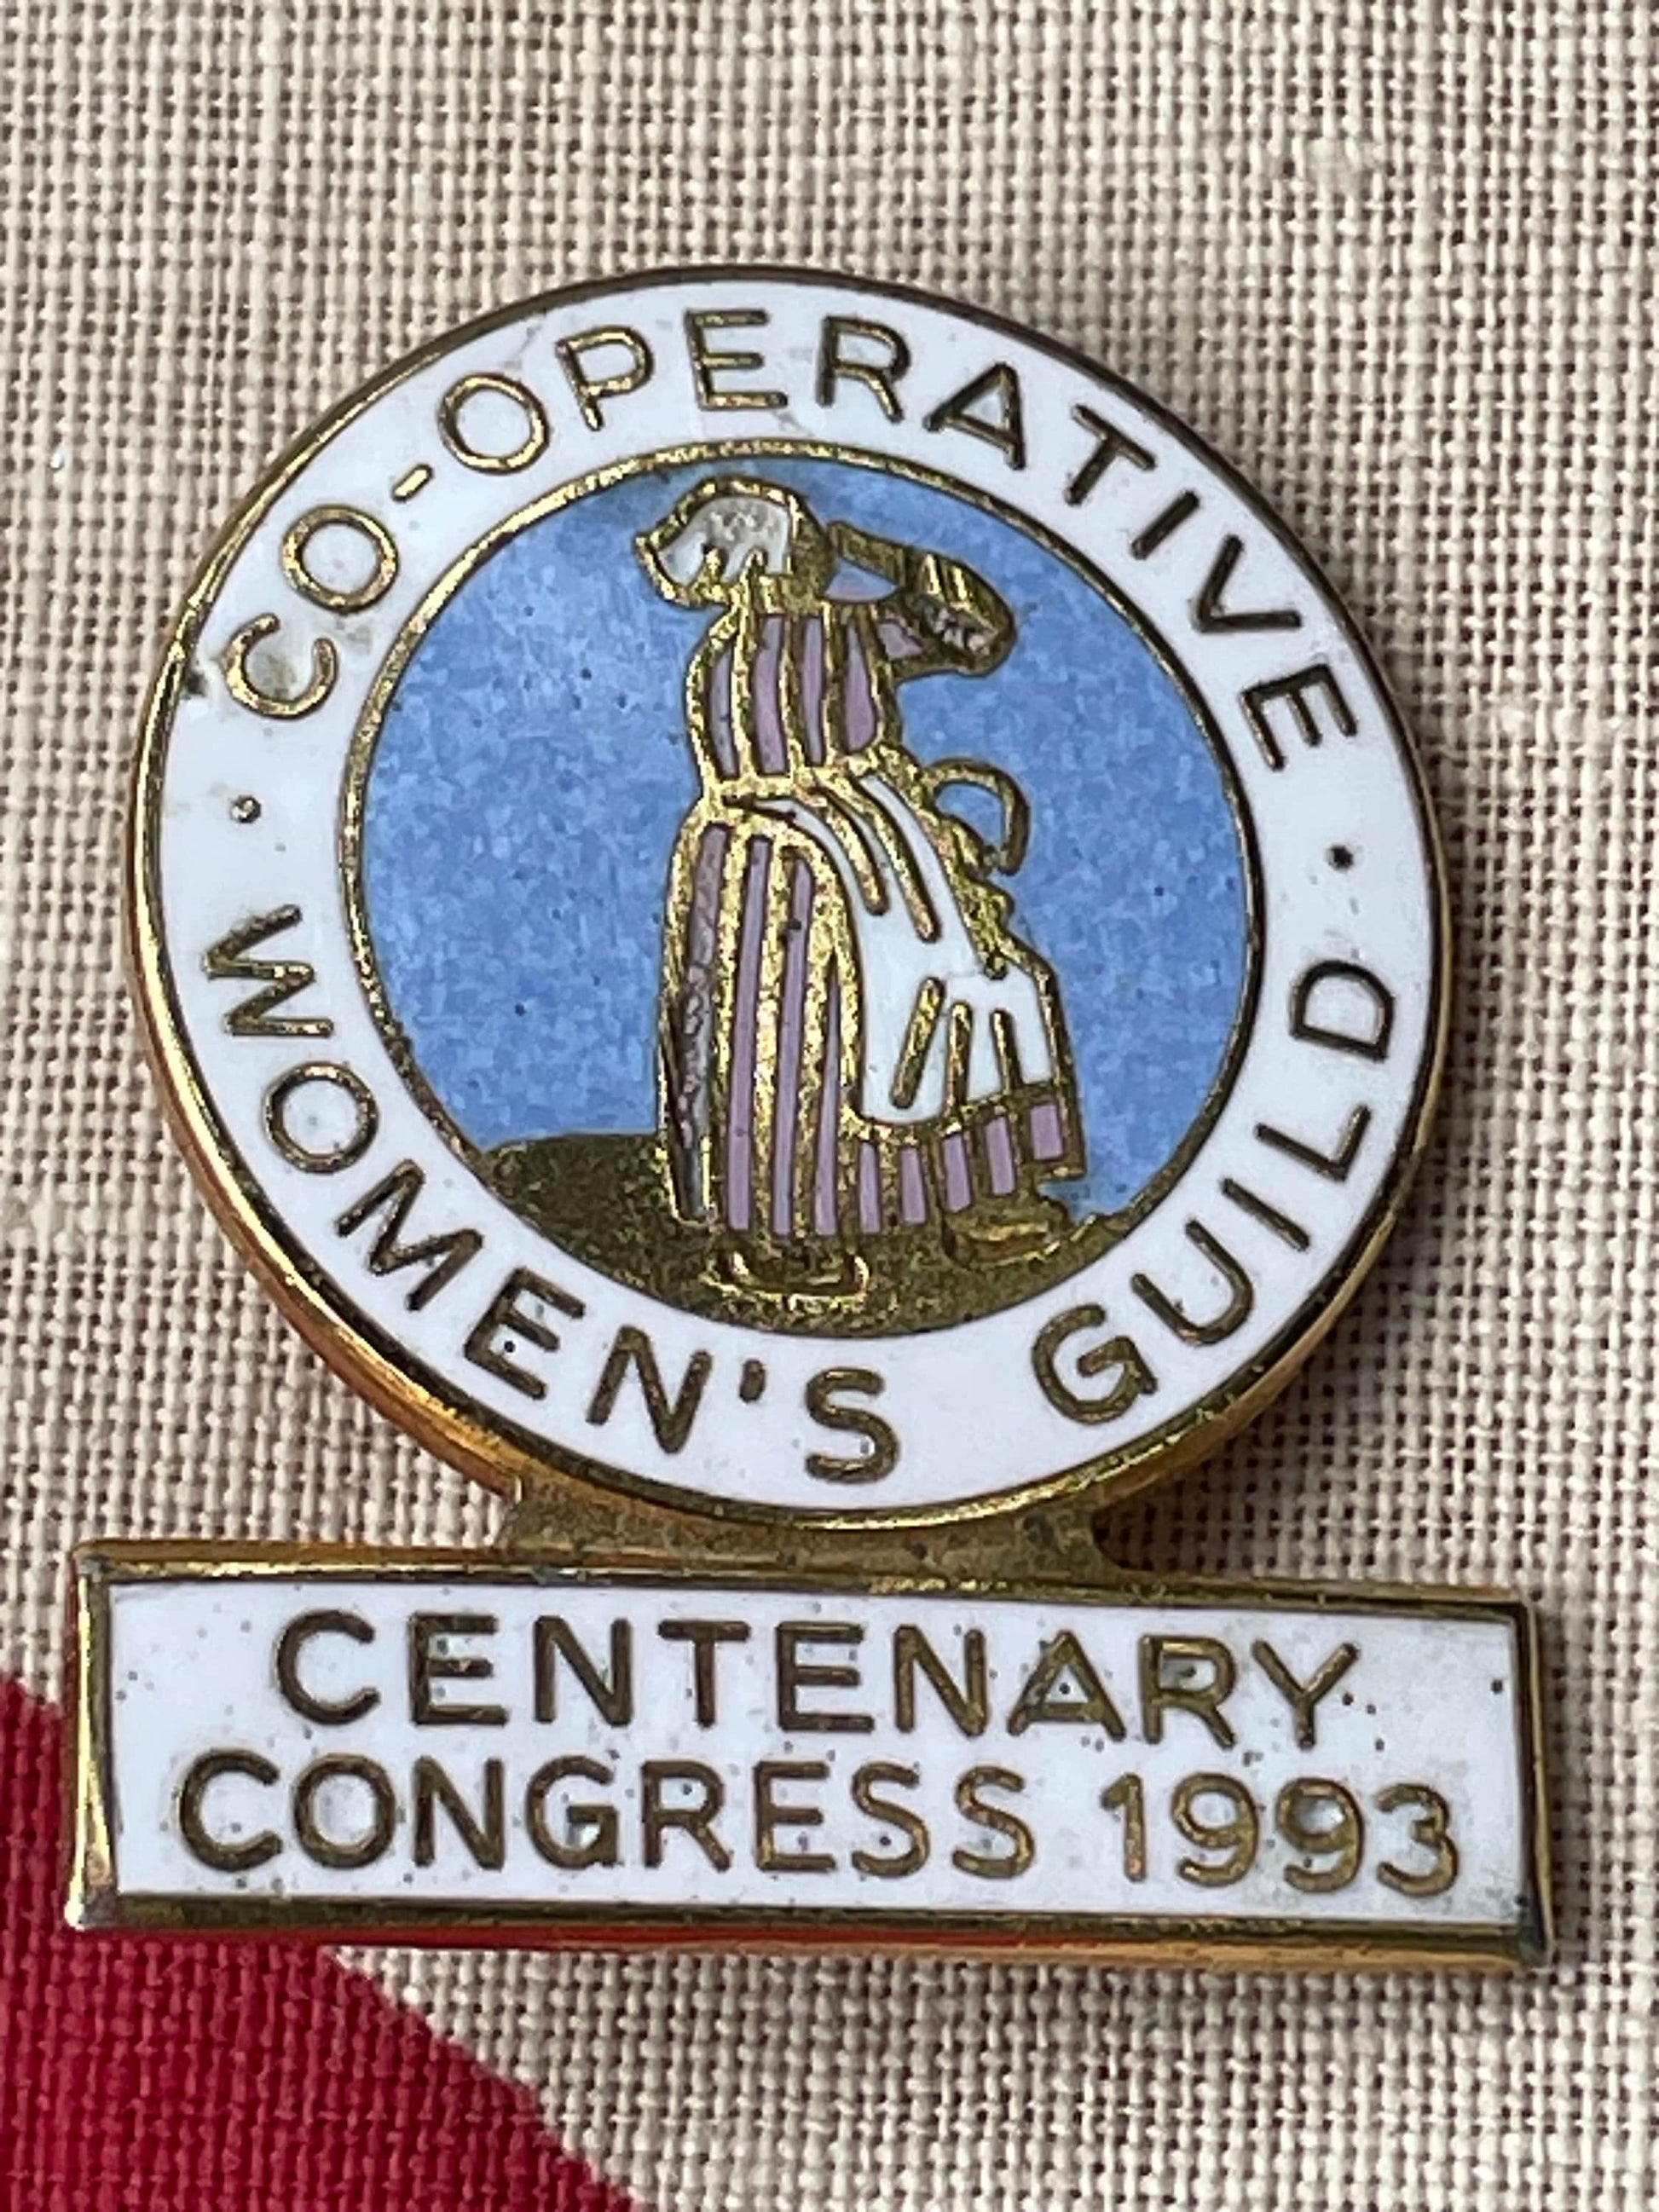 · CO-OPERATIVE ·
WOMEN'S GUILD
CENTENARY
CONGRESS 1993